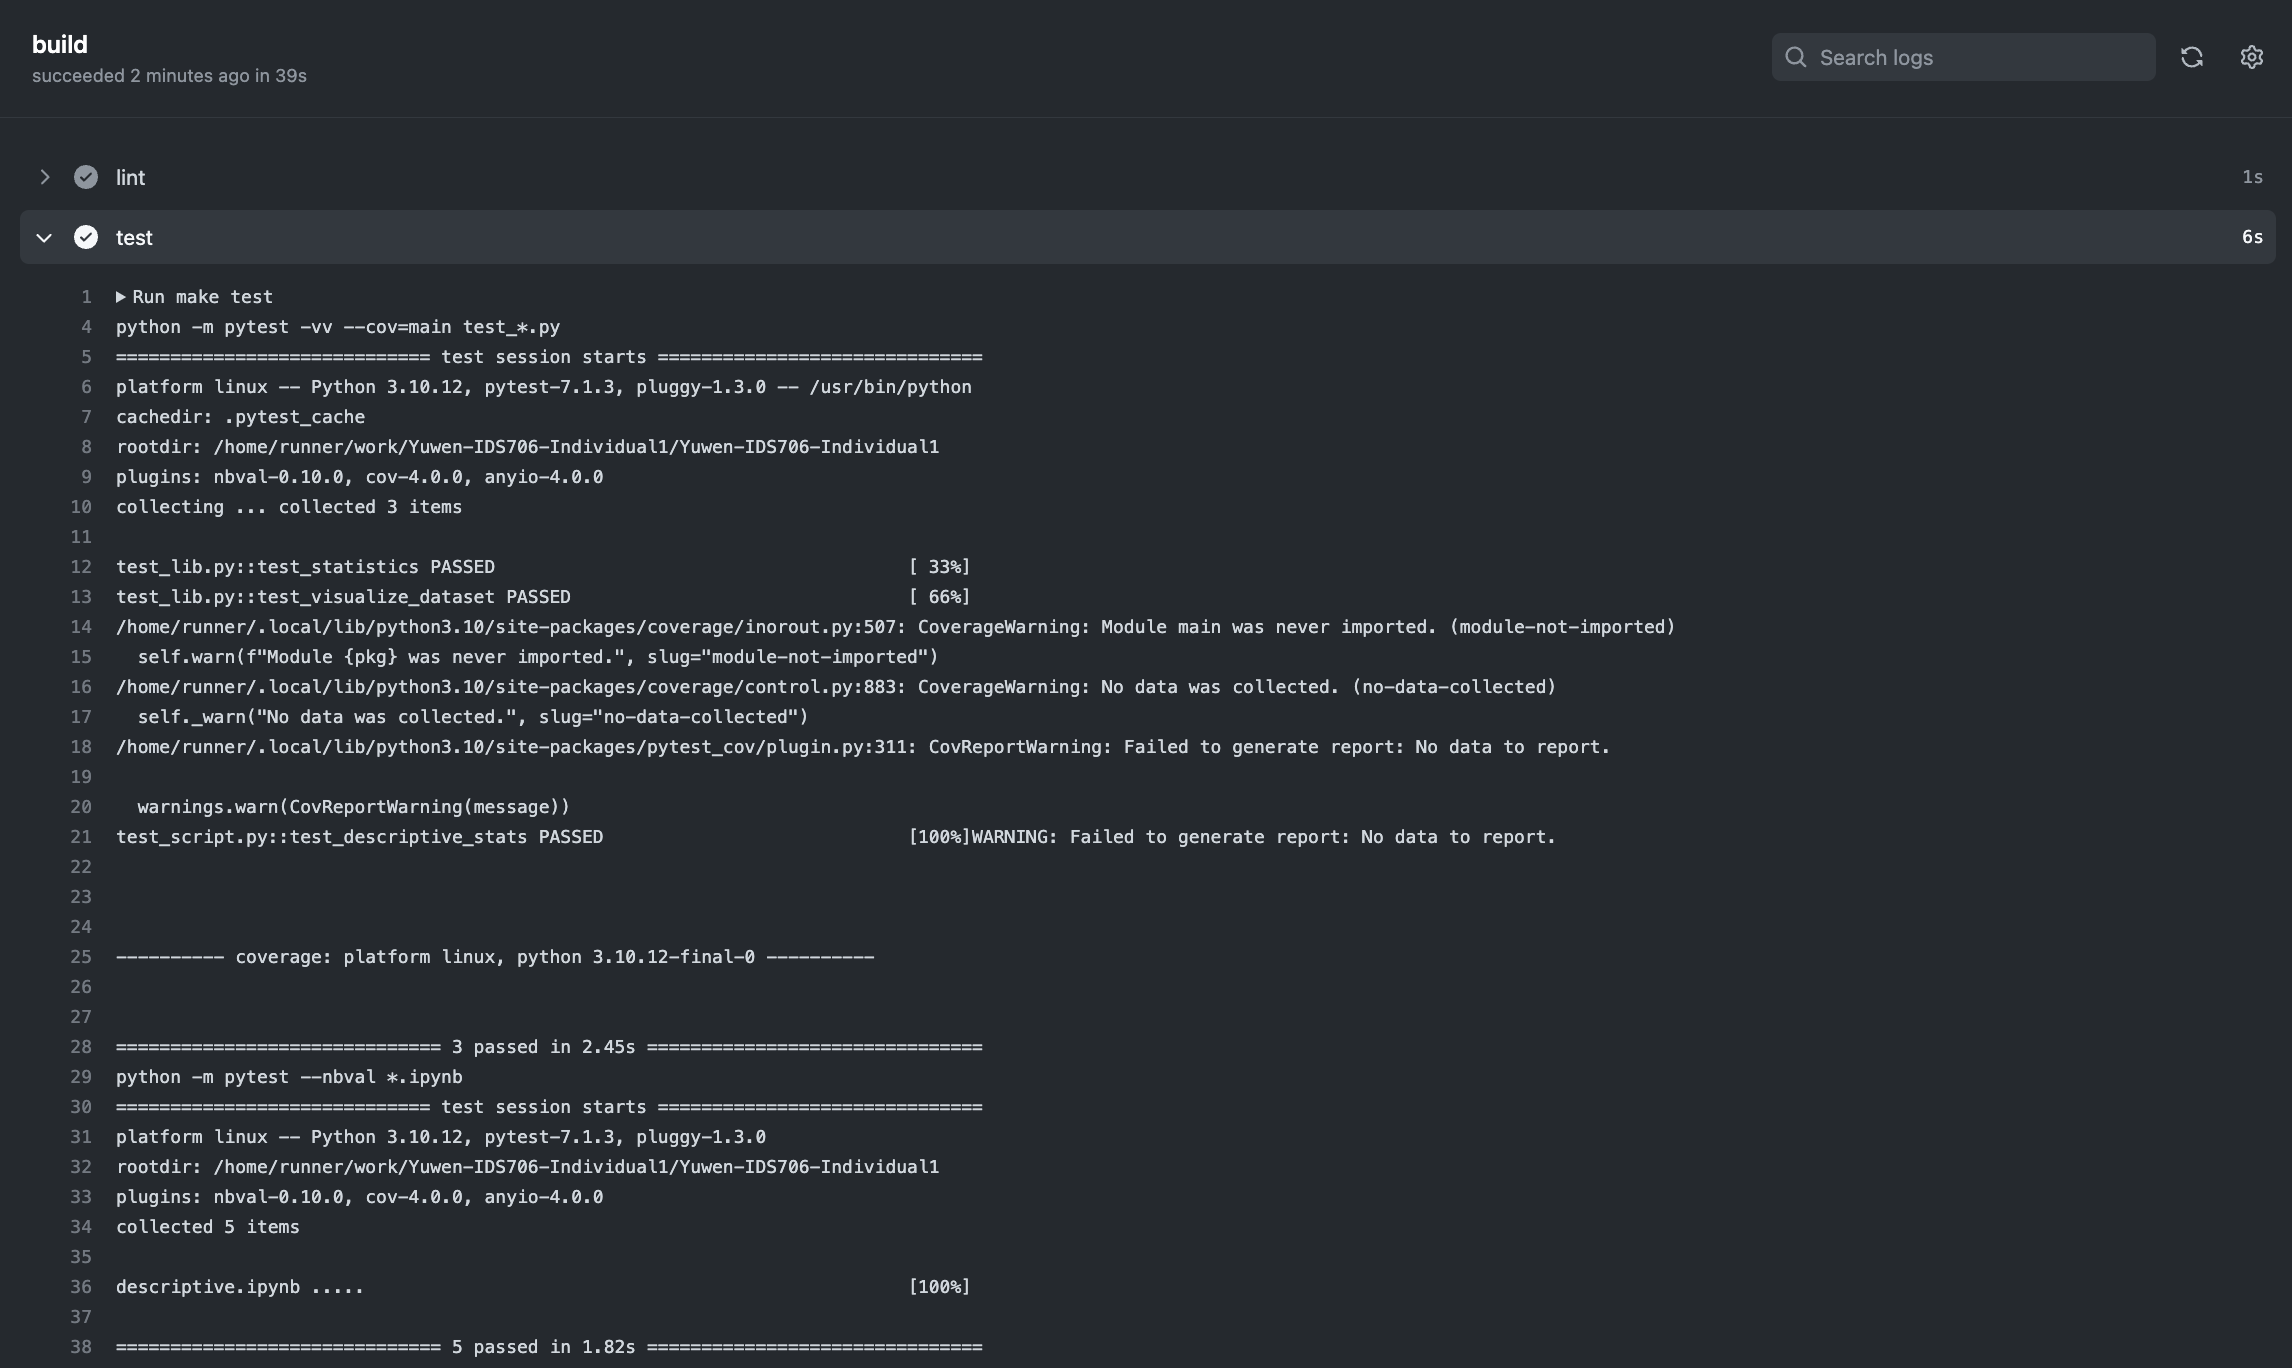 build
succeeded 2 minutes ago in 39s
Search logs
lint 1s
test 6s
1 Run make test
4 python -m pytest -vv --cov=main test_*.py
5 ============================= test session starts ==============================
6 platform linux -- Python 3.10.12, pytest-7.1.3, pluggy-1.3.0 -- /usr/bin/python
7 cachedir: .pytest_cache
8 rootdir: /home/runner/work/Yuwen-IDS706-Individual1/Yuwen-IDS706-Individual1
9 plugins: nbval-0.10.0, cov-4.0.0, anyio-4.0.0
10 collecting ... collected 3 items
11
12 test_lib.py::test_statistics PASSED [ 33%]
13 test_lib.py::test_visualize_dataset PASSED [ 66%]
14 /home/runner/.local/lib/python3.10/site-packages/coverage/inorout.py:507: CoverageWarning: Module main was never imported. (module-not-imported)
15 self.warn(f"Module {pkg} was never imported.", slug="module-not-imported")
16 /home/runner/.local/lib/python3.10/site-packages/coverage/control.py:883: CoverageWarning: No data was collected. (no-data-collected)
17 self._warn("No data was collected.", slug="no-data-collected")
18 /home/runner/.local/lib/python3.10/site-packages/pytest_cov/plugin.py:311: CovReportWarning: Failed to generate report: No data to report.
19
20 warnings.warn(CovReportWarning(message))
21 test_script.py::test_descriptive_stats PASSED [100%]WARNING: Failed to generate report: No data to report.
22
23
24
25 ---------- coverage: platform linux, python 3.10.12-final-0 ----------
26
27
28 ============================== 3 passed in 2.45s ===============================
29 python -m pytest --nbval *.ipynb
30 ============================= test session starts ==============================
31 platform linux -- Python 3.10.12, pytest-7.1.3, pluggy-1.3.0
32 rootdir: /home/runner/work/Yuwen-IDS706-Individual1/Yuwen-IDS706-Individual1
33 plugins: nbval-0.10.0, cov-4.0.0, anyio-4.0.0
34 collected 5 items
35
36 descriptive.ipynb ..... [100%]
37
38 ============================== 5 passed in 1.82s ===============================